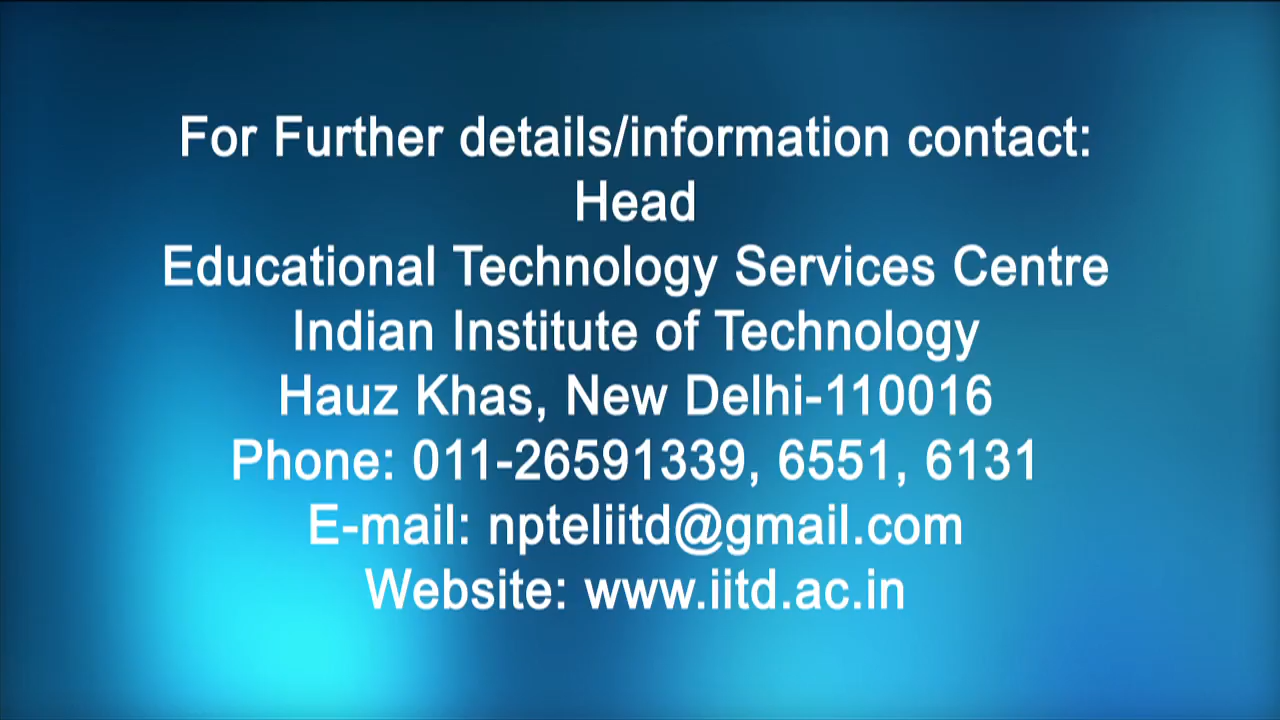 For Further details/information contact:
Head
Educational Technology Services Centre
Indian Institute of Technology
Hauz Khas, New Delhi-110016
Phone: 011-26591339, 6551, 6131
E-mail: npteliitd@gmail.com
Website: www.iitd.ac.in